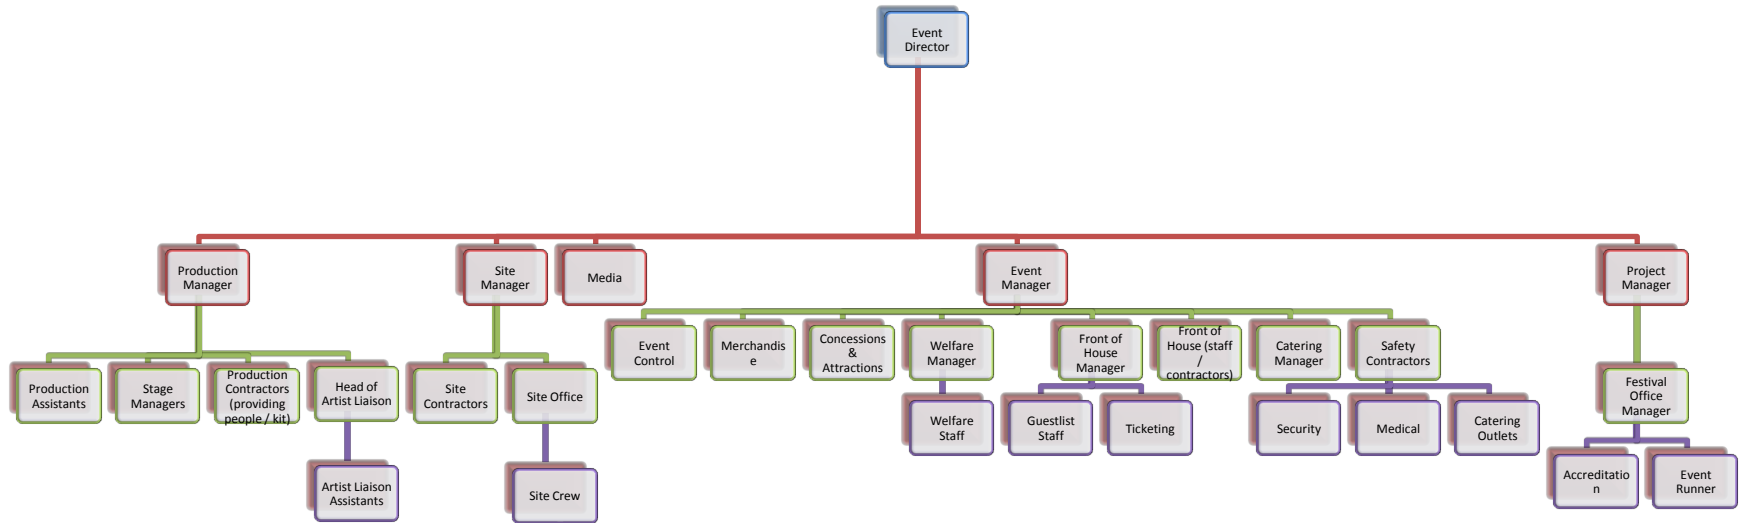 Event
Director
Production
Manager
Site
Manager
Media
Event
Manager
Project
Manager
Event
Control
Merchandis
e
Concessions
&
Attractions
Welfare
Manager
Front of
House
Manager
Front of
House (staff
/
contractors)
Catering
Manager
Safety
Contractors
Production
Assistants
Stage
Managers
Production
Contractors
(providing
people / kit)
Head of
Artist Liaison
Site
Contractors
Site Office
Festival
Office
Manager
Welfare
Staff
Guestlist
Staff
Ticketing
Security
Medical
Catering
Outlets
Artist Liaison
Assistants
Site Crew
Accreditatio
n
Event
Runner